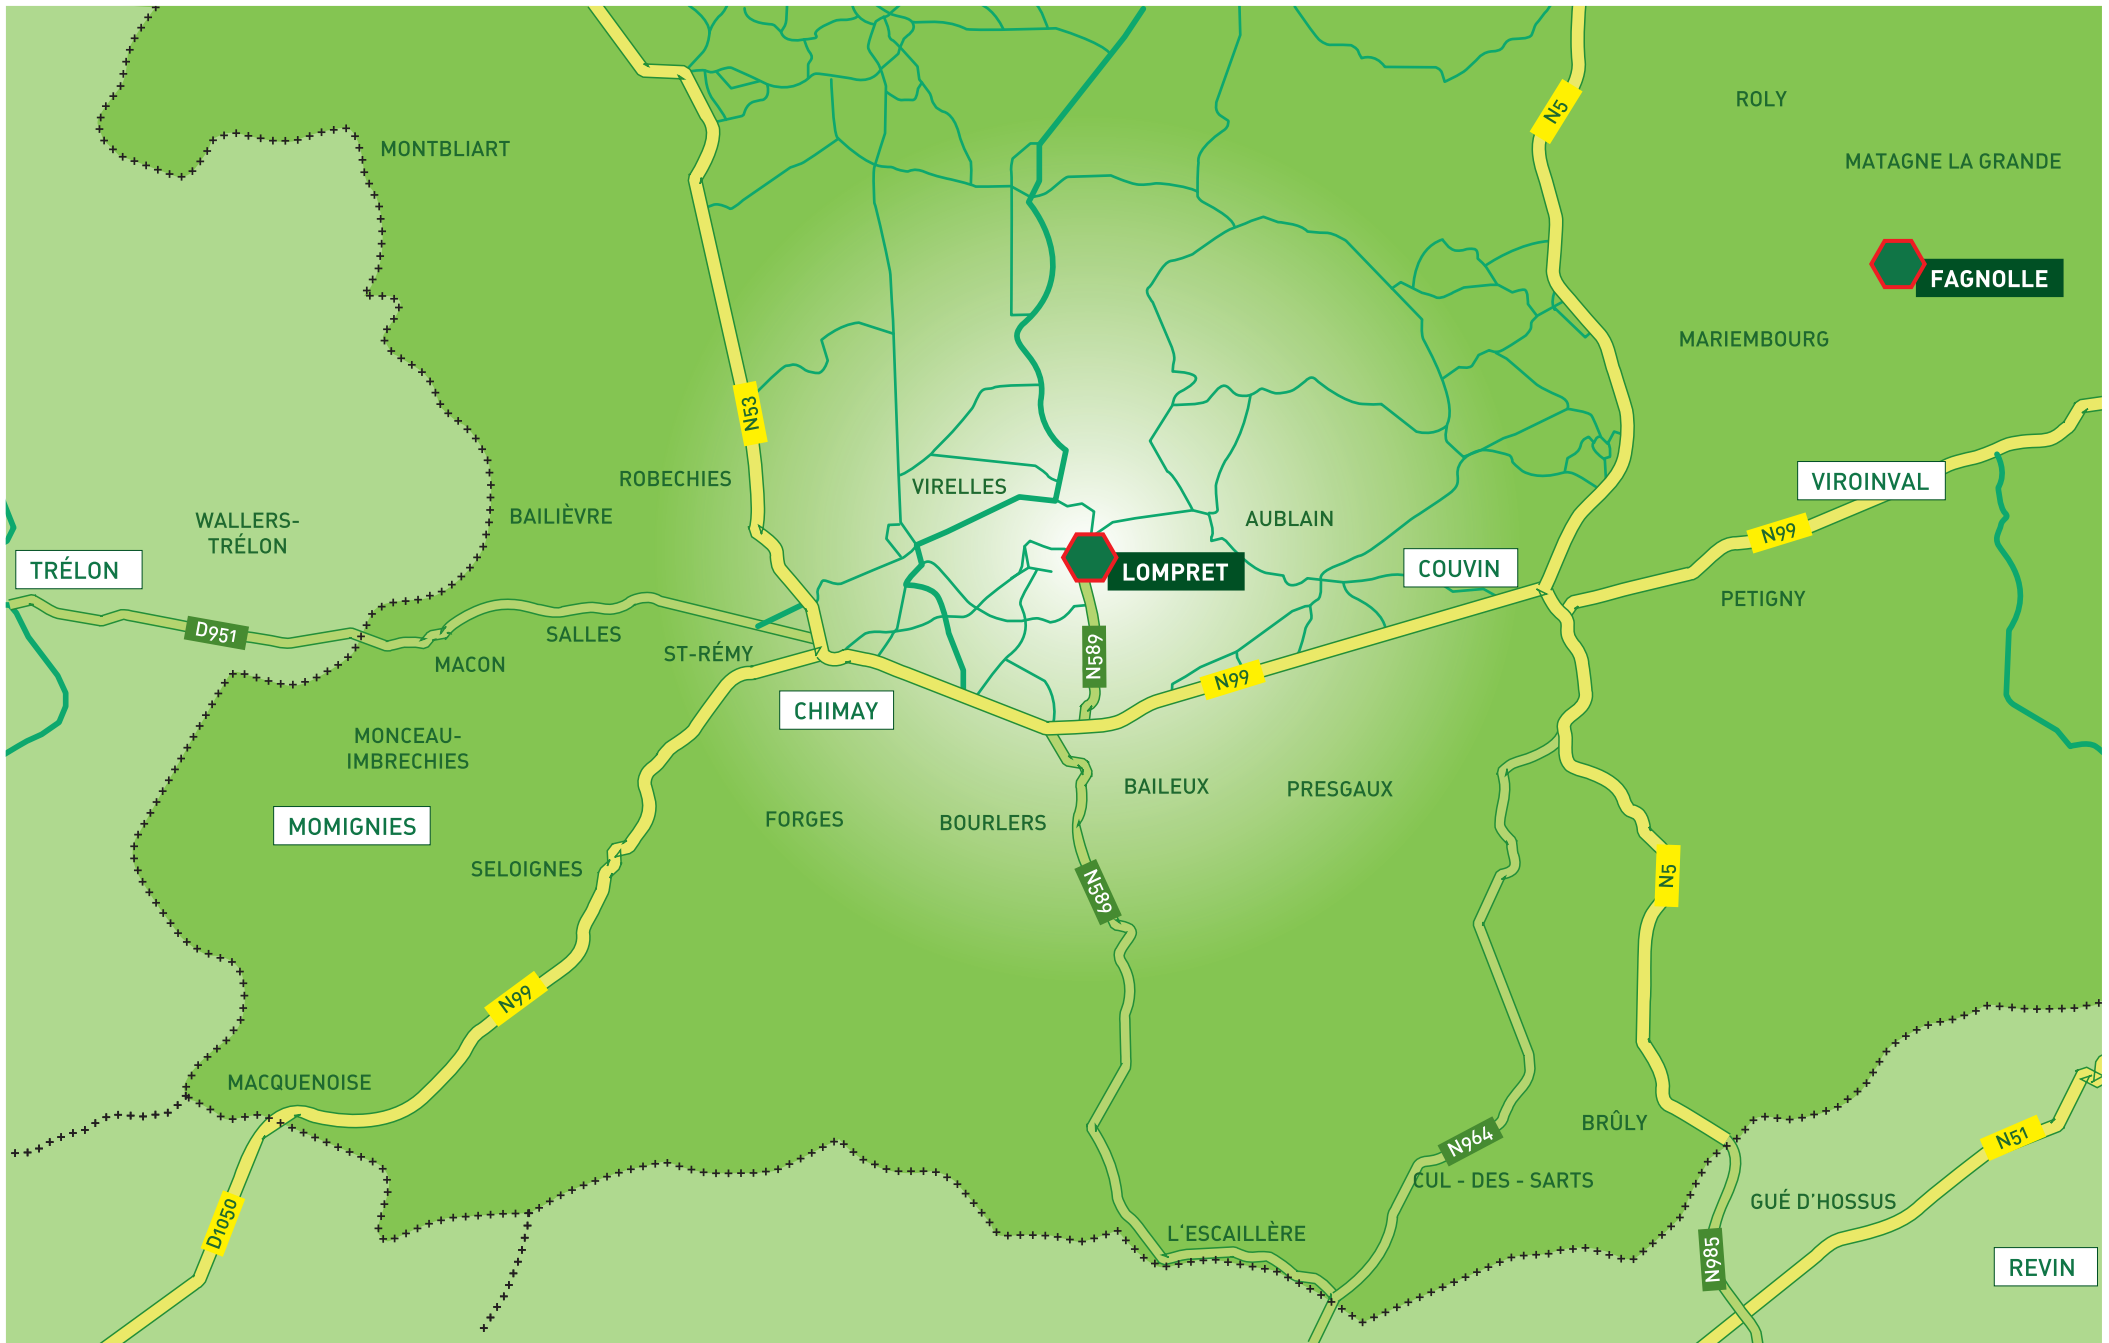 ROLY
N5
MONTBLIART
MATAGNE LA GRANDE
FAGNOLLE
MARIEMBOURG
N53
ROBECHIES
VIRELLES
VIROINVAL
BAILIÈVRE
AUBLAIN
WALLERS-
TRÉLON
N99
TRÉLON
LOMPRET
COUVIN
PETIGNY
D951
SALLES
ST-RÉMY
N589
MACON
N99
CHIMAY
MONCEAU-
IMBRECHIES
BAILEUX
PRESGAUX
MOMIGNIES
FORGES
BOURLERS
SELOIGNES
N5
N589
N99
MACQUENOISE
BRÛLY
N964
N51
CUL - DES - SARTS
GUÉ D'HOSSUS
D1050
L'ESCAILLÈRE
N985
REVIN